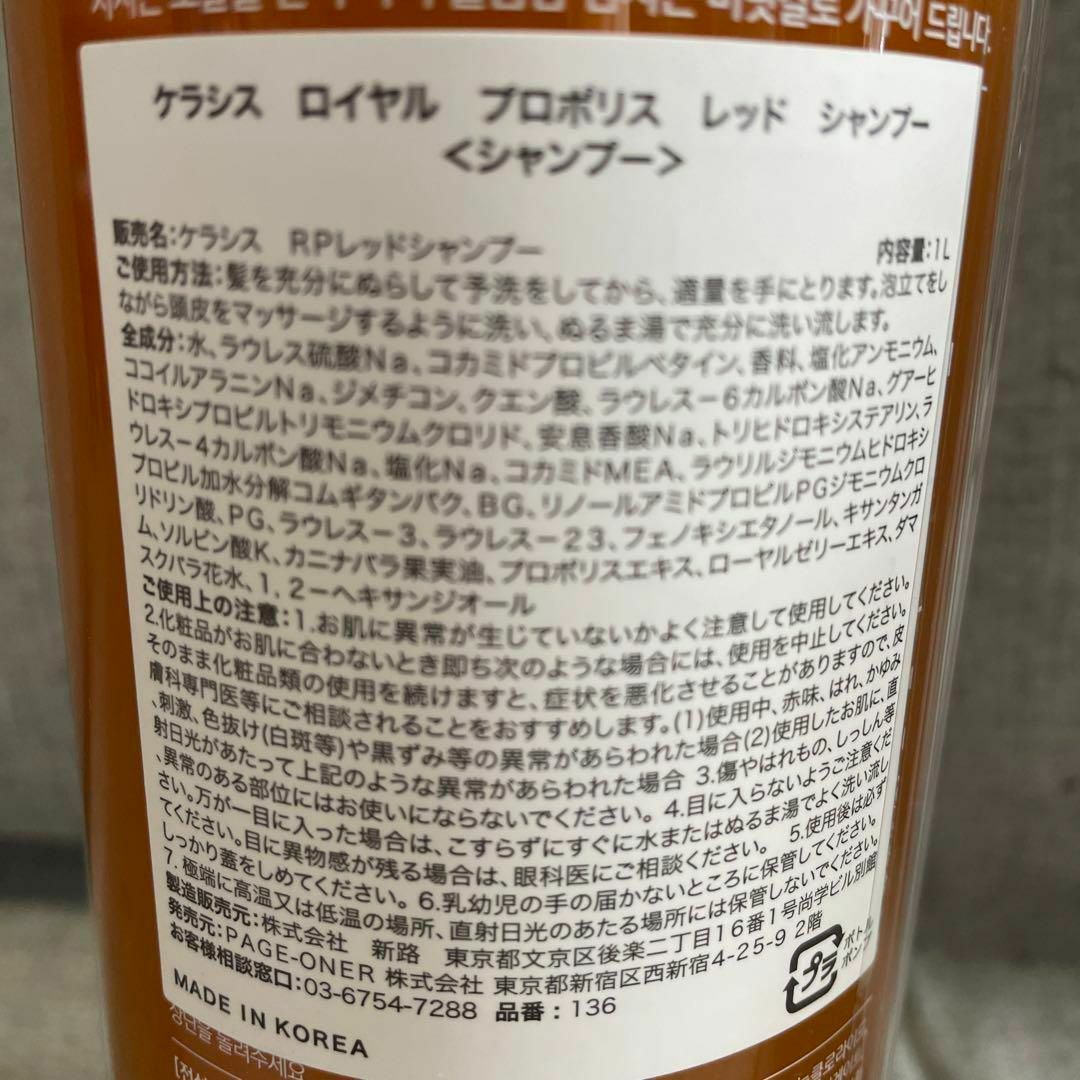 드립니다.
ケラシス ロイヤル プロポリス レッド シャンプー
<シャンプー>
販売名:ケラシス RPレッドシャンプー 内容量:1L
ご使用方法:髪を充分にぬらして予洗をしてから、適量を手にとります。泡立てをし
ながら頭皮をマッサージするように洗い、ぬるま湯で充分に洗い流します。
全成分:水、ラウレス硫酸Na、コカミドプロピルベタイン、香料、塩化アンモニウム、
ココイルアラニンNa、ジメチコン、クエン酸、ラウレス－6カルボン酸Na、グアーヒ
ドロキシプロピルトリモニウムクロリド、安息香酸Na、トリヒドロキシステアリン、ラ
ウレス－4カルボン酸Na、塩化Na、コカミドMEA、ラウリルジモニウムヒドロキシ
プロピル加水分解コムギタンパク、BG、リノールアミドプロピルPGジモニウムクロ
リドリン酸、PG、ラウレス－3、ラウレス－23、フェノキシエタノール、キサンタンガ
ム、ソルビン酸K、カニナバラ果実油、プロポリスエキス、ローヤルゼリーエキス、ダマ
スクバラ花水、1，2－ヘキサンジオール
ご使用上の注意:1.お肌に異常が生じていないかよく注意して使用してください。
2.化粧品がお肌に合わないとき即ち次のような場合には、使用を中止してください。
そのまま化粧品類の使用を続けますと、症状を悪化させることがありますので、皮
膚科専門医等にご相談されることをおすすめします。(1)使用中、赤味、はれ、かゆみ
、刺激、色抜け(白斑等)や黒ずみ等の異常があらわれた場合(2)使用したお肌に、直
射日光があたって上記のような異常があらわれた場合 3.傷やはれもの、しっしん等
、異常のある部位にはお使いにならないでください。 4.目に入らないようご注意くだ
さい。万が一目に入った場合は、こすらずにすぐに水またはぬるま湯でよく洗い流し
てください。目に異物感が残る場合は、眼科医にご相談ください。 5.使用後は必ず
しっかり蓋をしめてください。 6.乳幼児の手の届かないところに保管してください。
7.極端に高温又は低温の場所、直射日光のあたる場所には保管しないでください。
製造販売元:株式会社 新路 東京都文京区後楽二丁目16番1号尚学ビル別館
発売元:PAGE-ONER 株式会社 東京都新宿区西新宿4-25-9 2階
お客様相談窓口:03-6754-7288 品番:136
プラ
ボトル
ポンプ
MADE IN KOREA
눌려주세요